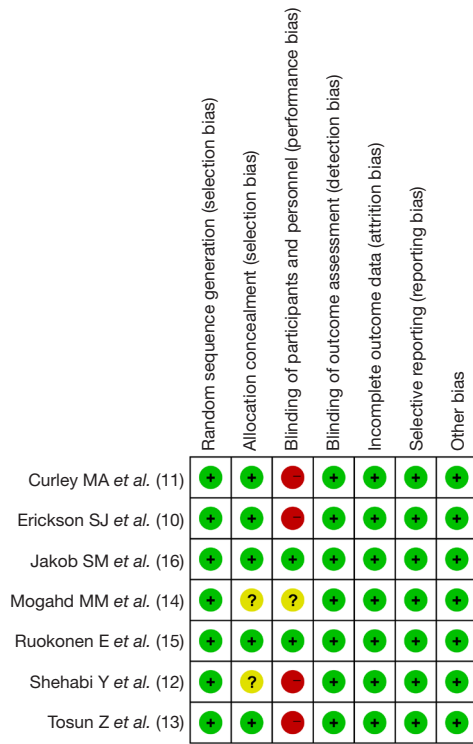 Random sequence generation (selection bias)
Allocation concealment (selection bias)
Blinding of participants and personnel (performance bias)
Blinding of outcome assessment (detection bias)
Incomplete outcome data (attrition bias)
Selective reporting (reporting bias)
Other bias
Curley MA et al. (11) + + – + + + +
Erickson SJ et al. (10) + + – + + + +
Jakob SM et al. (16) + + + + + + +
Mogahd MM et al. (14) + ? ? + + + +
Ruokonen E et al. (15) + + + + + + +
Shehabi Y et al. (12) + ? – + + + +
Tosun Z et al. (13) + + – + + + +